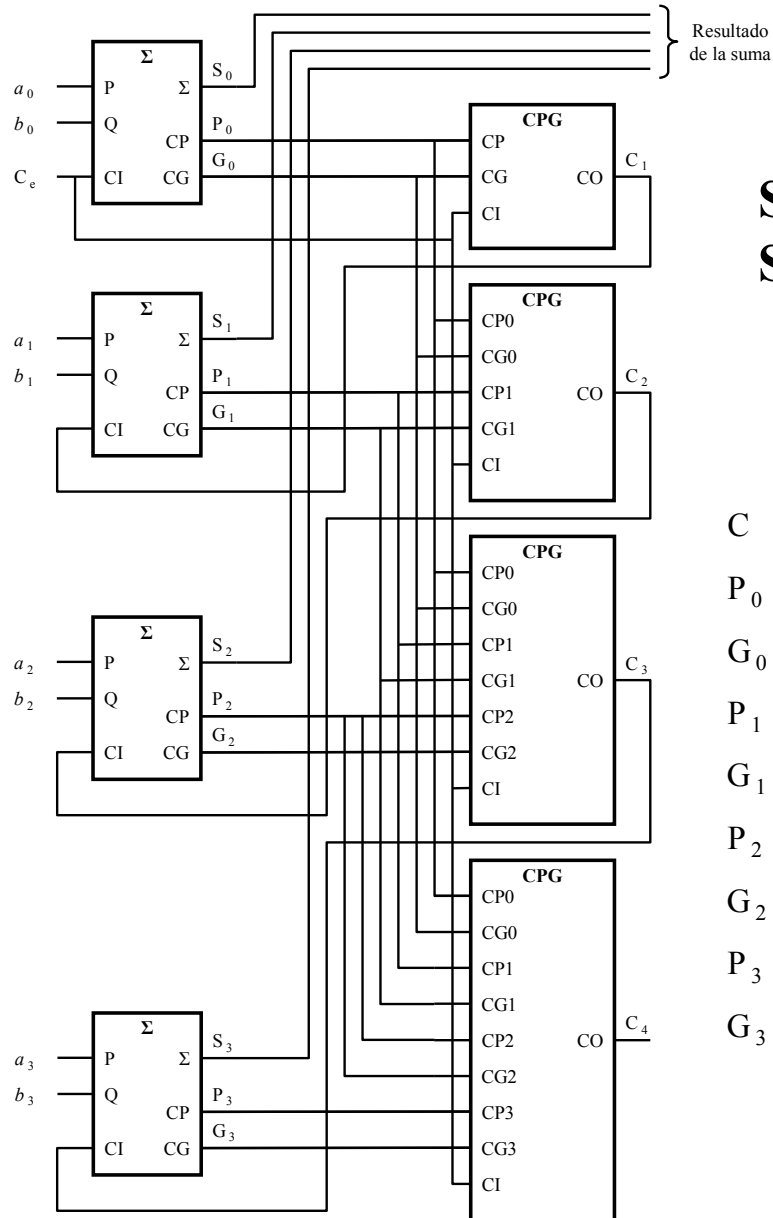 Resultado
de la suma
Σ
a0 P Σ S0
b0 Q CP P0
Ce CI CG G0
CPG
CP
CG CO C1
CI
S
S
Σ
a1 P Σ S1
b1 Q CP P1
CI CG G1
CPG
CP0
CG0
CP1 CO C2
CG1
CI
Σ
a2 P Σ S2
b2 Q CP P2
CI CG G2
CPG
CP0
CG0
CP1
CG1 CO C3
CP2
CG2
CI
Σ
a3 P Σ S3
b3 Q CP P3
CI CG G3
CPG
CP0
CG0
CP1
CG1
CP2 CO C4
CG2
CP3
CG3
CI
C
P0
G0
P1
G1
P2
G2
P3
G3